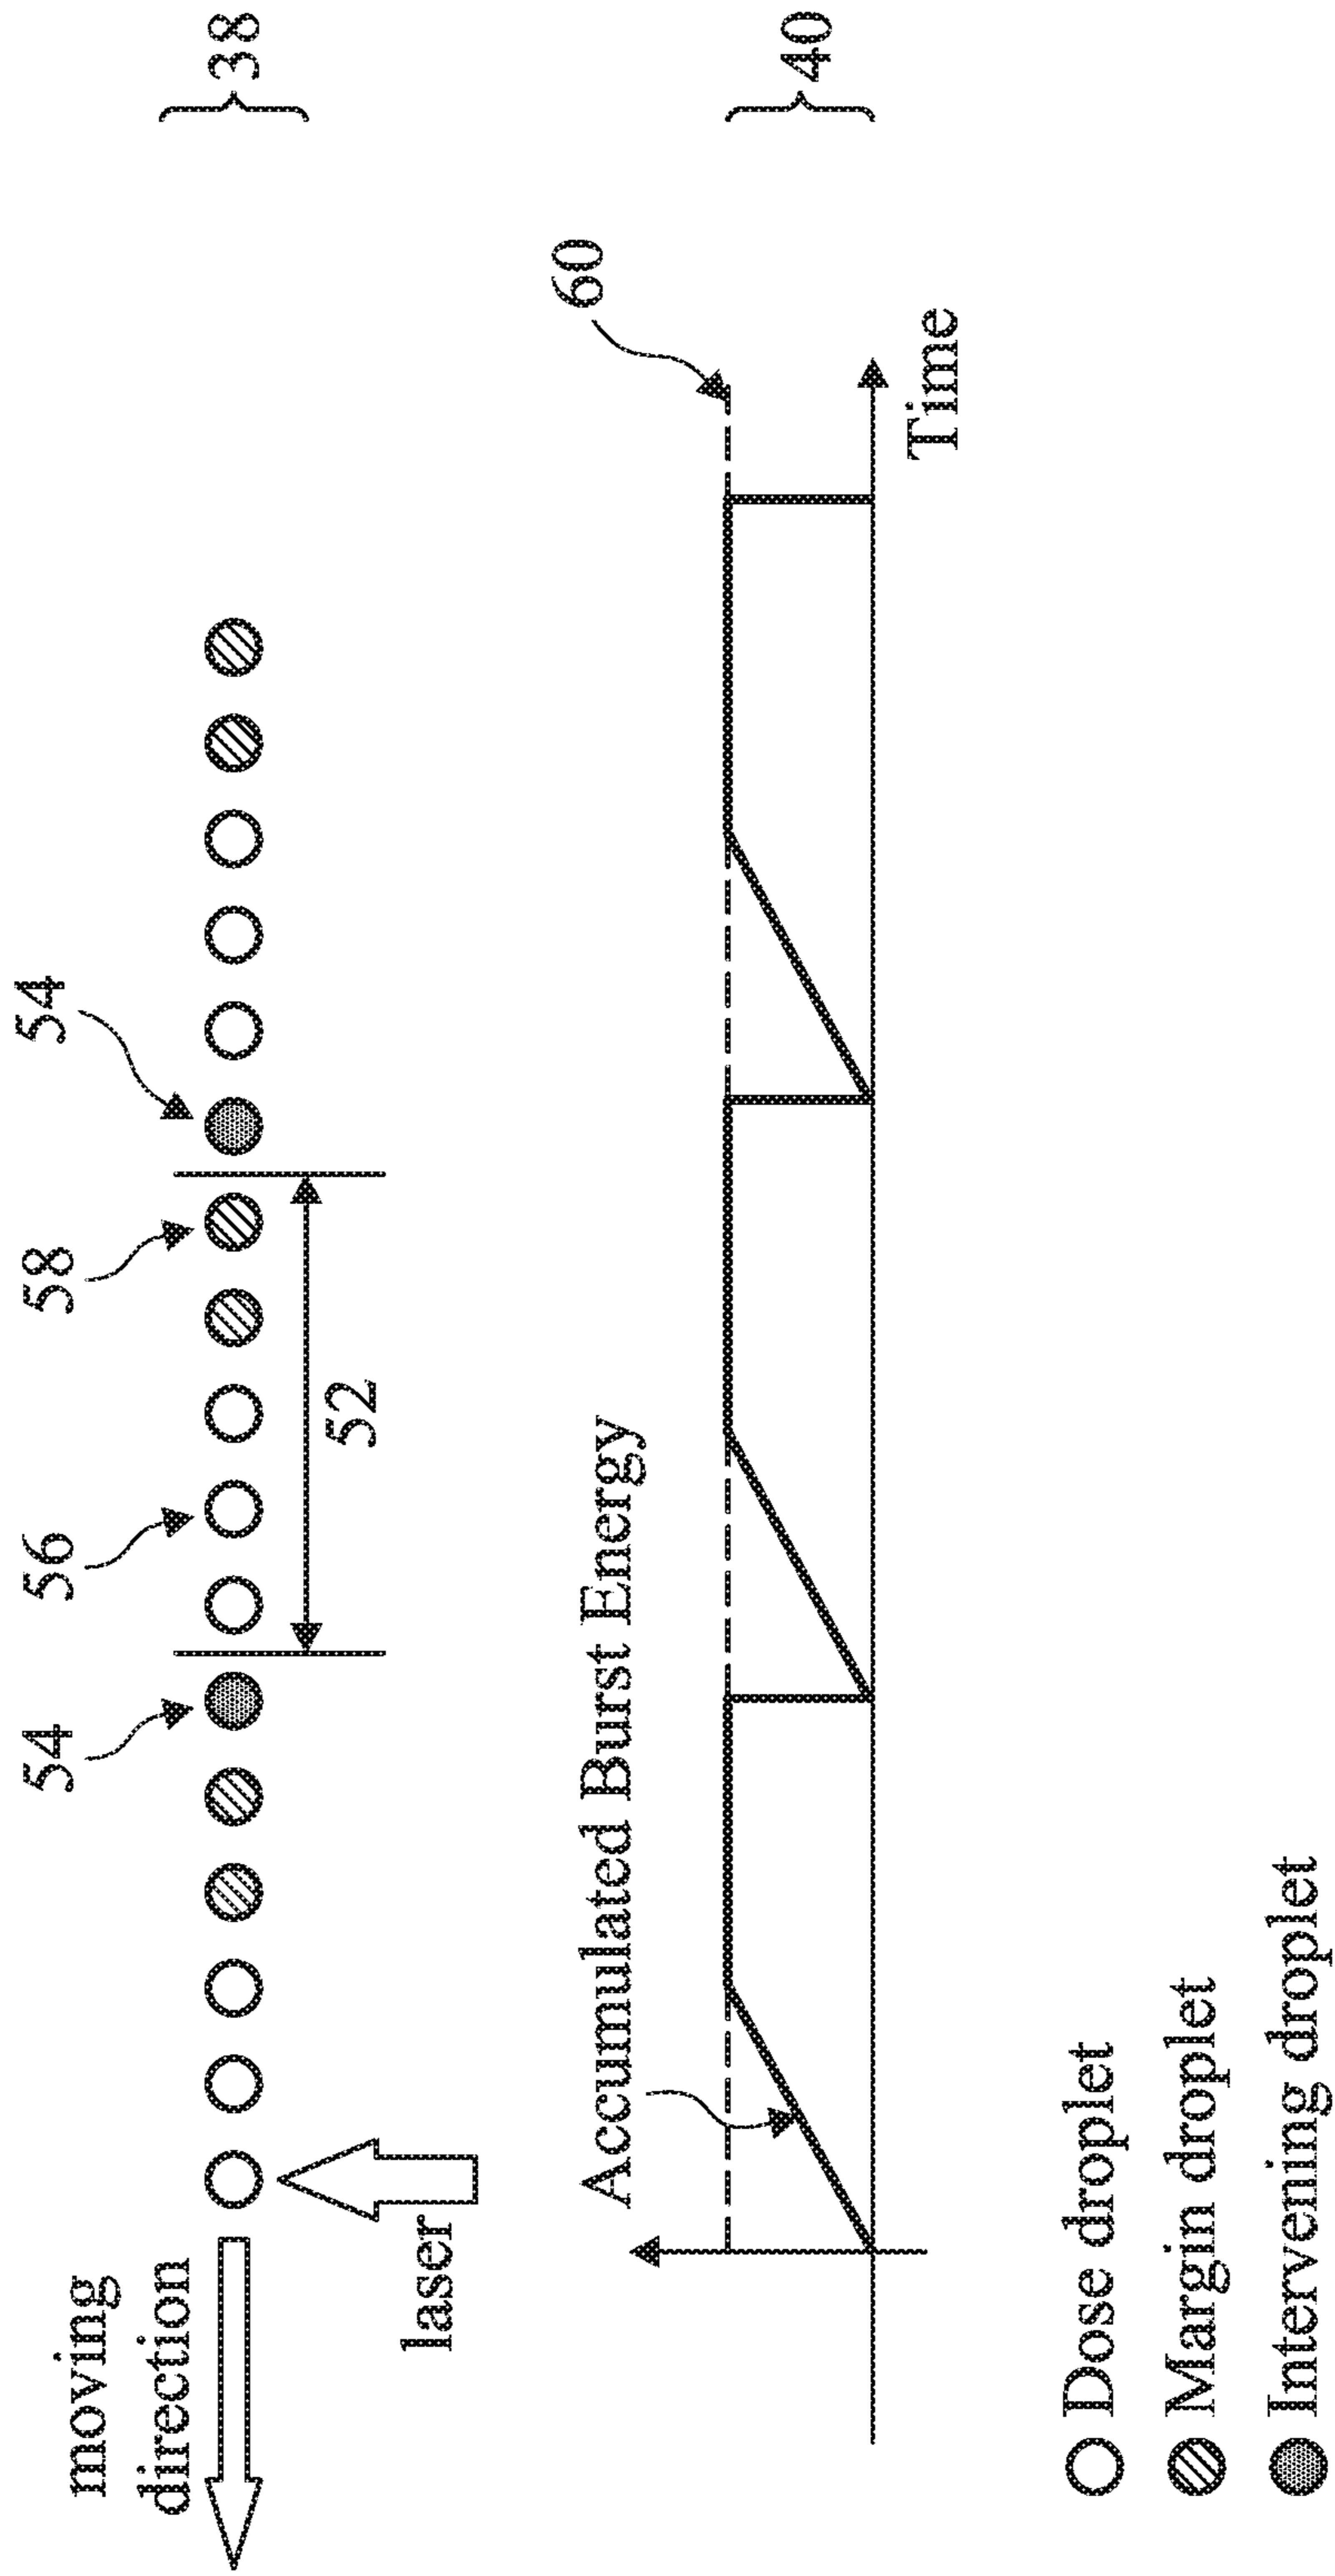 54
56
58
54
moving
direction
38
52
laser
Accumulated Burst Energy
60
40
Time
Dose droplet
Margin droplet
Intervening droplet